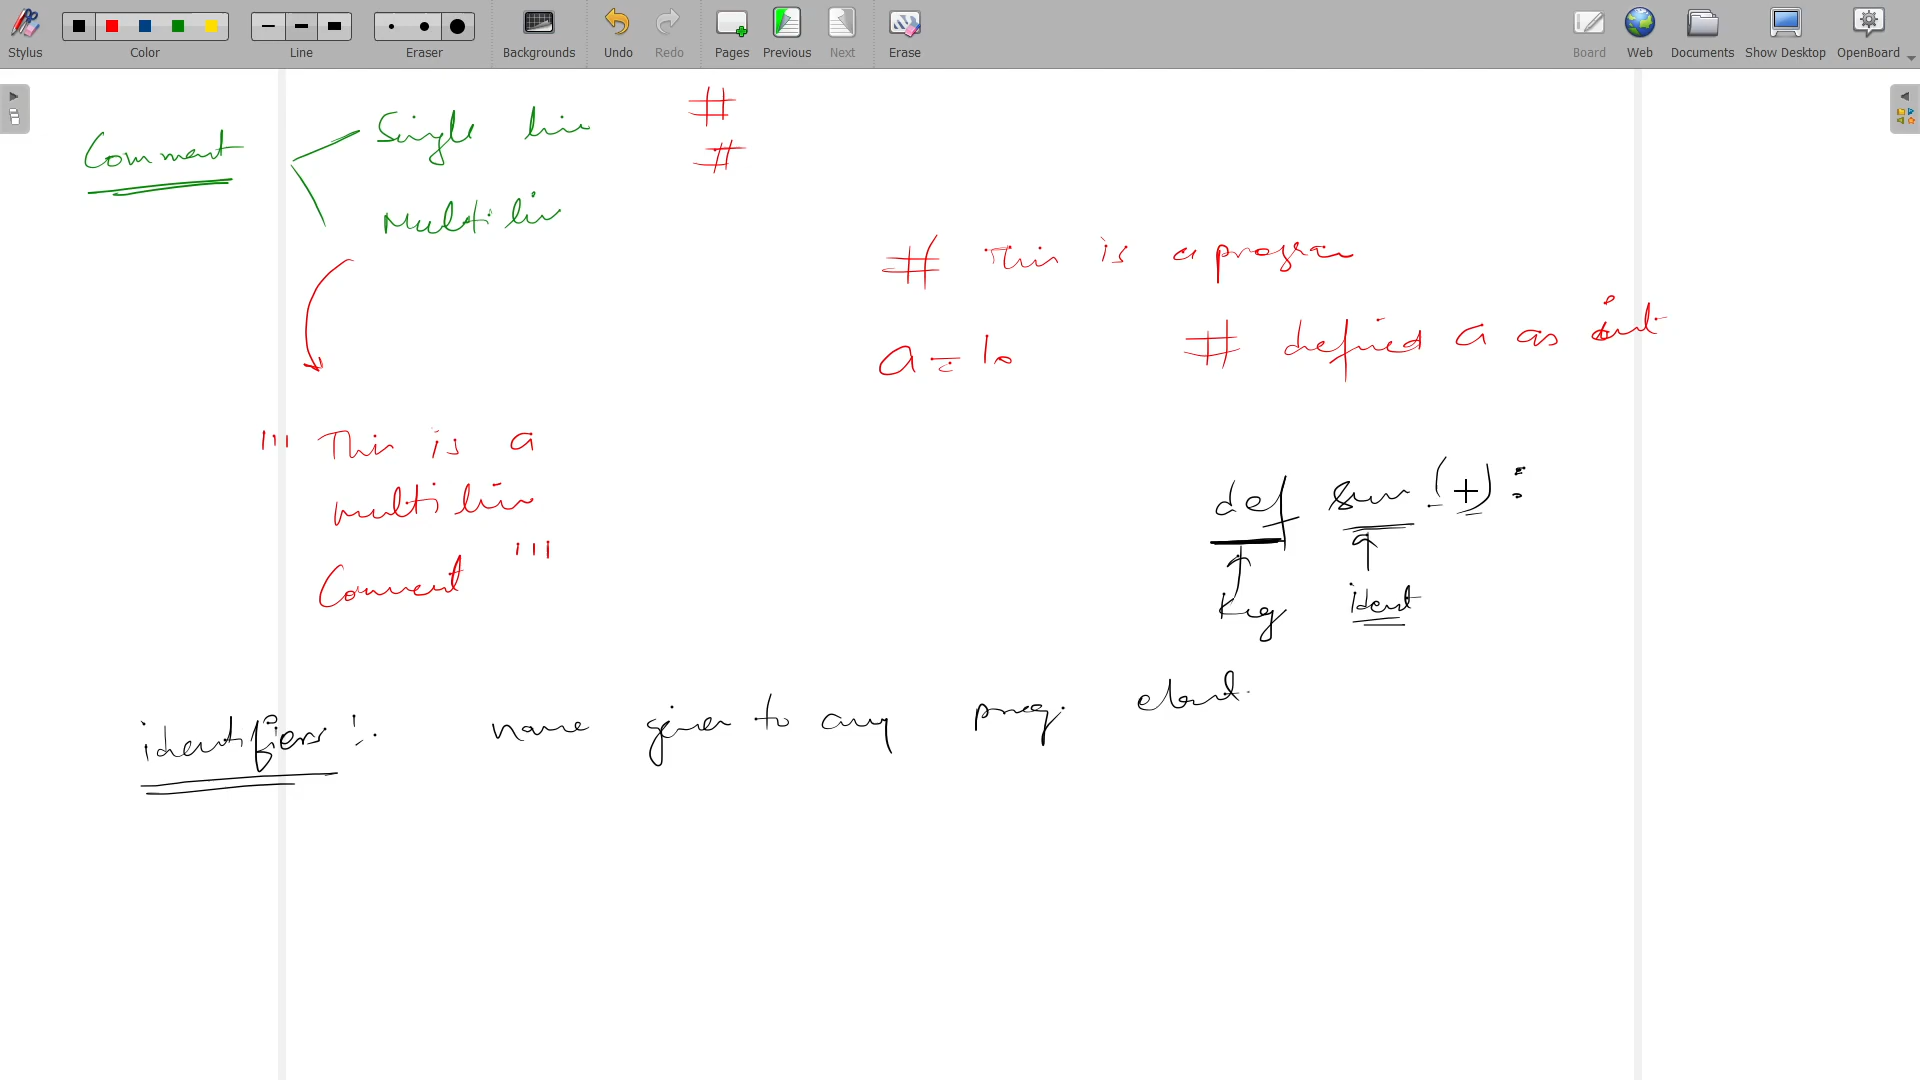 Stylus Color Line Eraser Backgrounds Undo Redo Pages Previous Next Erase Board Web Documents Show Desktop OpenBoard
Comment
Single line #
#
Multi line
# This is a program
a = 10 # defined a as int
''' This is a
multi line
Comment '''
def sum ( ) :
Key ident
identifiers :- name given to any prog.